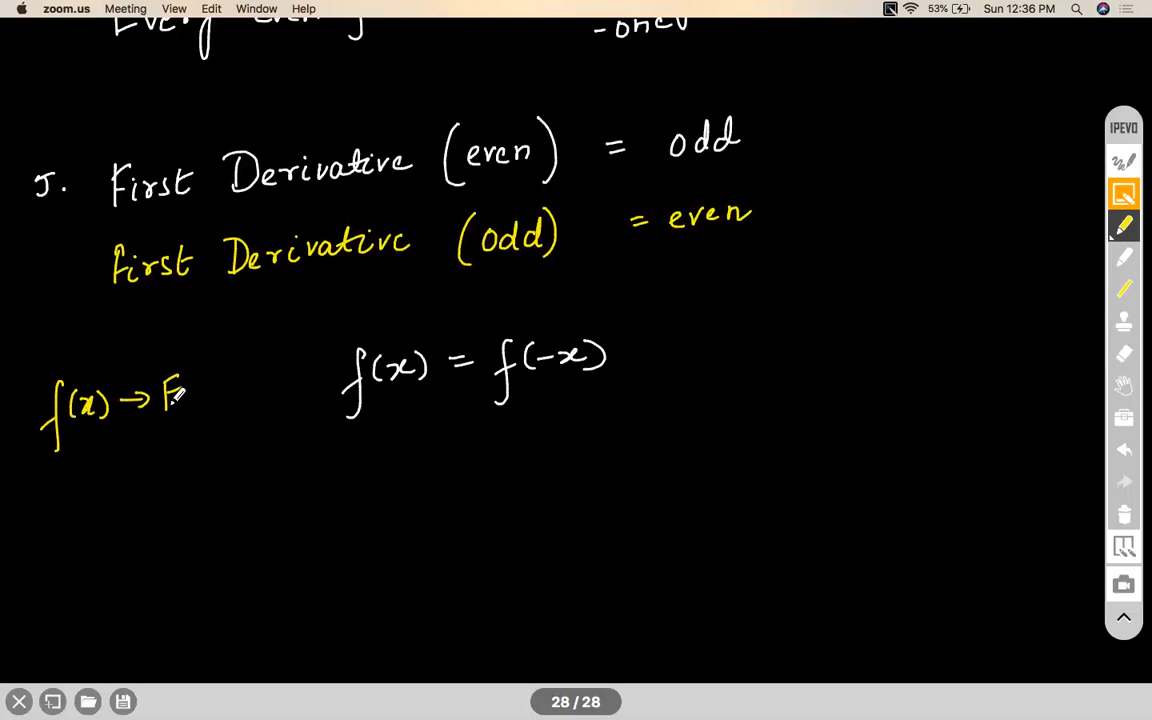 zoom.us Meeting View Edit Window Help 53% Sun 12:36 PM
5. First Derivative (even) = odd
First Derivative (odd) = even
IPEVO
f(x) = f(-x)
f(x) → E
28 / 28